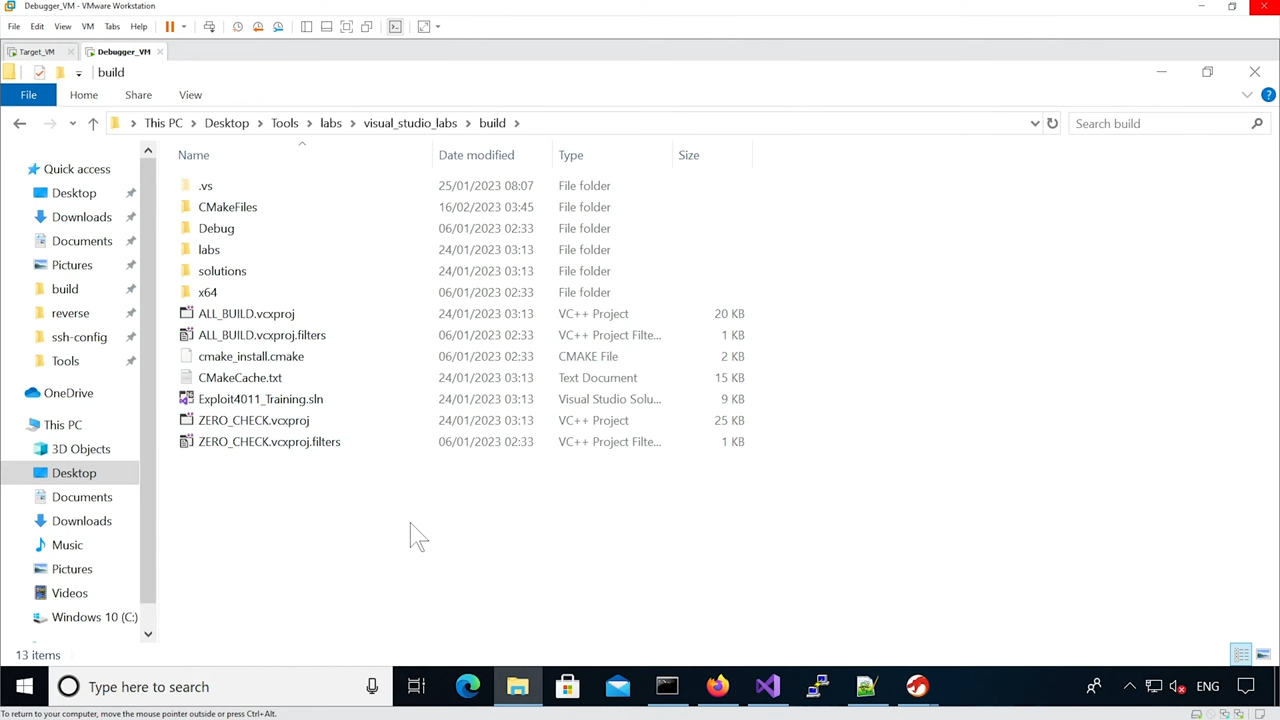 Debugger_VM - VMware Workstation
File Edit View VM Tabs Help
Target_VM Debugger_VM
build
File Home Share View
This PC Desktop Tools labs visual_studio_labs build
Search build
Name Date modified Type Size
Quick access
Desktop
Downloads
Documents
Pictures
build
reverse
ssh-config
Tools
OneDrive
This PC
3D Objects
Desktop
Documents
Downloads
Music
Pictures
Videos
Windows 10 (C:)
.vs 25/01/2023 08:07 File folder
CMakeFiles 16/02/2023 03:45 File folder
Debug 06/01/2023 02:33 File folder
labs 24/01/2023 03:13 File folder
solutions 24/01/2023 03:13 File folder
x64 06/01/2023 02:33 File folder
ALL_BUILD.vcxproj 24/01/2023 03:13 VC++ Project 20 KB
ALL_BUILD.vcxproj.filters 06/01/2023 02:33 VC++ Project Filte... 1 KB
cmake_install.cmake 06/01/2023 02:33 CMAKE File 2 KB
CMakeCache.txt 24/01/2023 03:13 Text Document 15 KB
Exploit4011_Training.sln 24/01/2023 03:13 Visual Studio Solu... 9 KB
ZERO_CHECK.vcxproj 24/01/2023 03:13 VC++ Project 25 KB
ZERO_CHECK.vcxproj.filters 06/01/2023 02:33 VC++ Project Filte... 1 KB
13 items
Type here to search
ENG
To return to your computer, move the mouse pointer outside or press Ctrl+Alt.